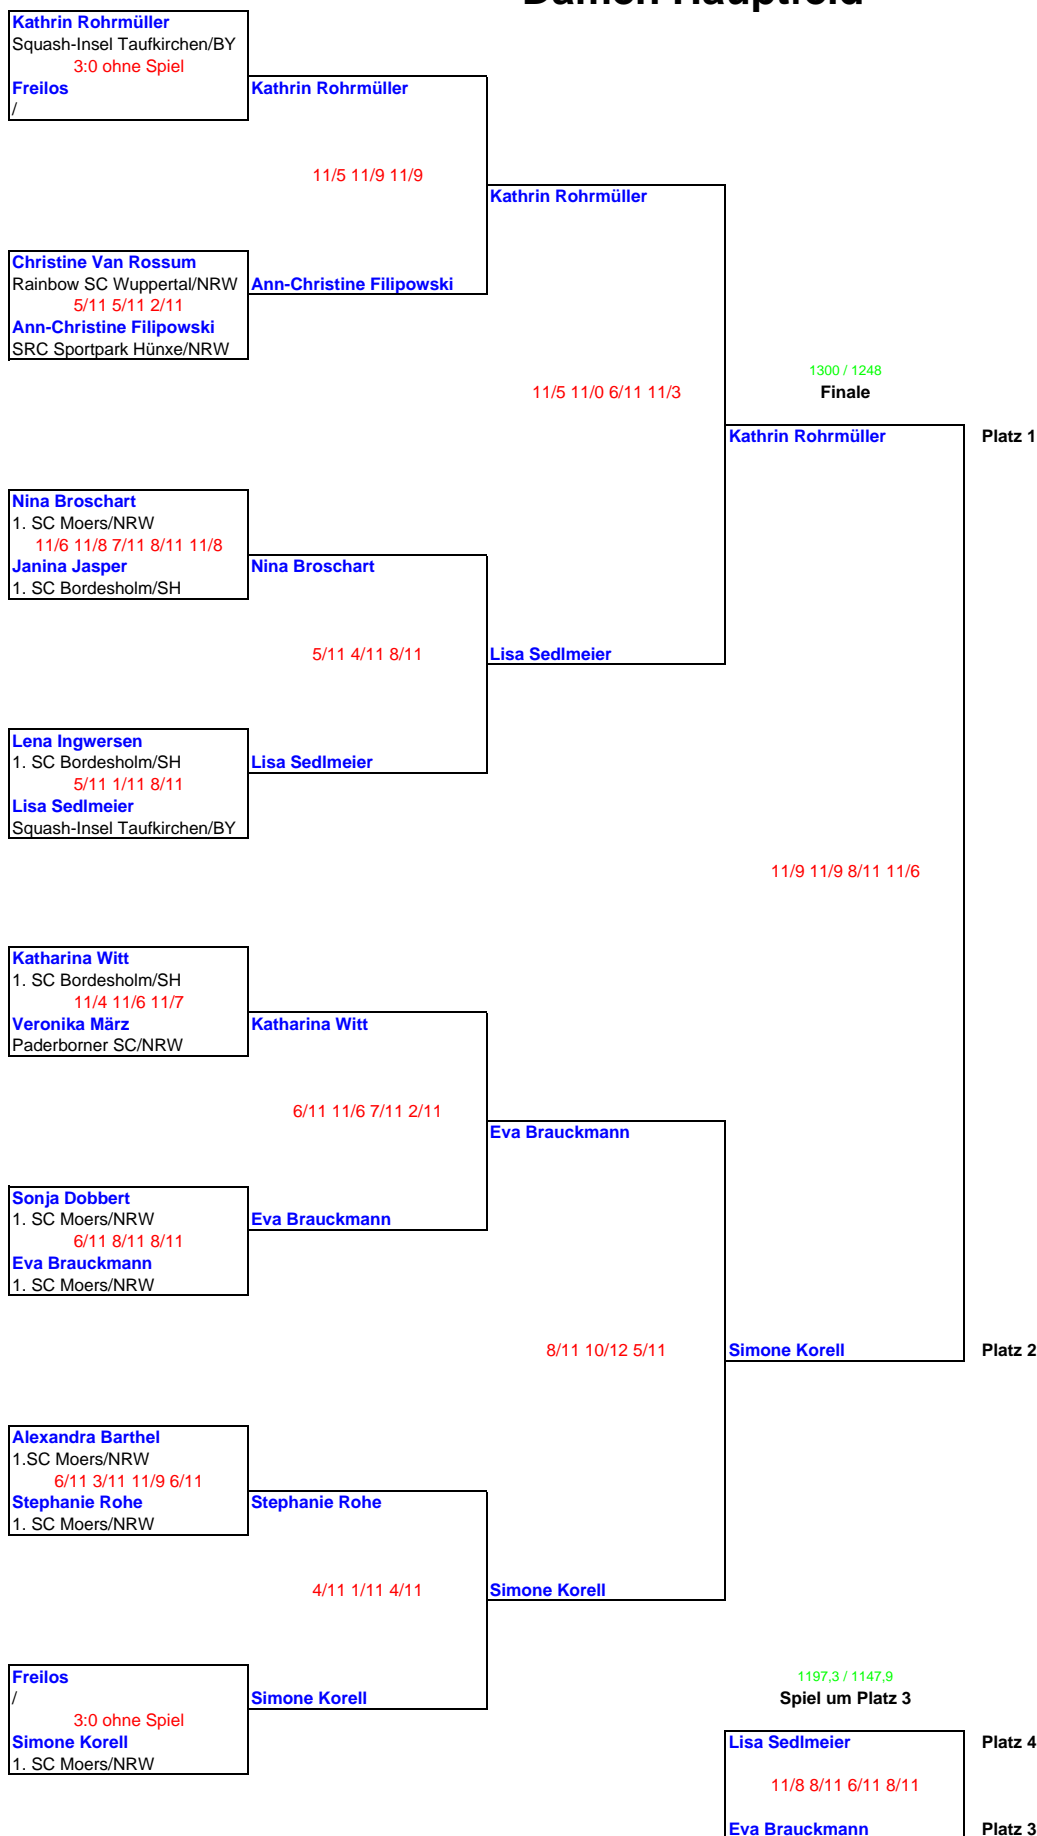 Damen Hauptfeld
Kathrin Rohrmüller
Squash-Insel Taufkirchen/BY
3:0 ohne Spiel
Freilos
/
Kathrin Rohrmüller
11/5 11/9 11/9
Kathrin Rohrmüller
Christine Van Rossum
Rainbow SC Wuppertal/NRW
5/11 5/11 2/11
Ann-Christine Filipowski
SRC Sportpark Hünxe/NRW
Ann-Christine Filipowski
11/5 11/0 6/11 11/3
1300 / 1248
Finale
Kathrin Rohrmüller
Platz 1
Nina Broschart
1. SC Moers/NRW
11/6 11/8 7/11 8/11 11/8
Janina Jasper
1. SC Bordesholm/SH
Nina Broschart
5/11 4/11 8/11
Lisa Sedlmeier
Lena Ingwersen
1. SC Bordesholm/SH
5/11 1/11 8/11
Lisa Sedlmeier
Squash-Insel Taufkirchen/BY
Lisa Sedlmeier
11/9 11/9 8/11 11/6
Katharina Witt
1. SC Bordesholm/SH
11/4 11/6 11/7
Veronika März
Paderborner SC/NRW
Katharina Witt
6/11 11/6 7/11 2/11
Eva Brauckmann
Sonja Dobbert
1. SC Moers/NRW
6/11 8/11 8/11
Eva Brauckmann
1. SC Moers/NRW
Eva Brauckmann
8/11 10/12 5/11
Simone Korell
Platz 2
Alexandra Barthel
1.SC Moers/NRW
6/11 3/11 11/9 6/11
Stephanie Rohe
1. SC Moers/NRW
Stephanie Rohe
4/11 1/11 4/11
Simone Korell
Freilos
/
3:0 ohne Spiel
Simone Korell
1. SC Moers/NRW
Simone Korell
1197,3 / 1147,9
Spiel um Platz 3
Lisa Sedlmeier
Platz 4
11/8 8/11 6/11 8/11
Eva Brauckmann
Platz 3